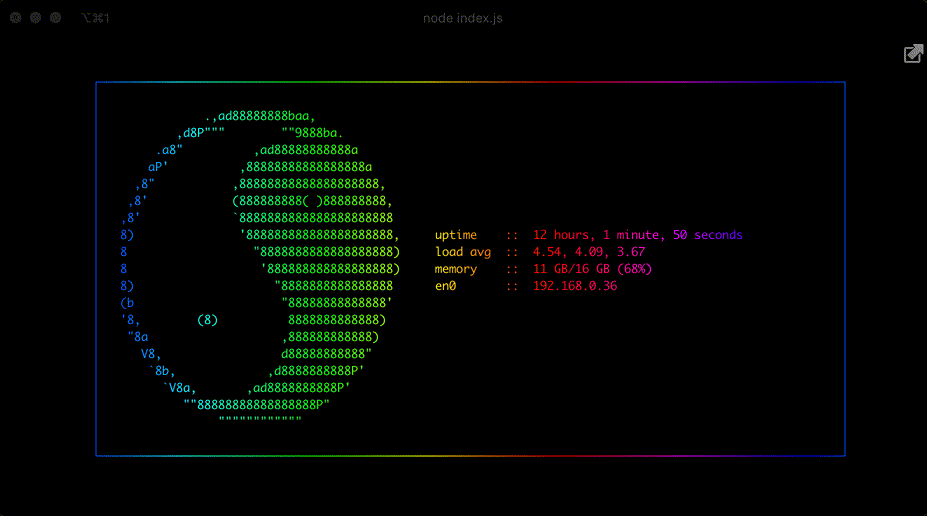 ⌥⌘1 node index.js
         .,ad88888888baa,
     ,d8P"""        ""9888ba.
  .a8"          ,ad88888888888a
 aP'          ,88888888888888888a
,8"           ,88888888888888888888,
,8'            (888888888( )888888888,
,8'             `8888888888888888888888
8)               '888888888888888888888, uptime :: 12 hours, 1 minute, 50 seconds
8                  "88888888888888888888) load avg :: 4.54, 4.09, 3.67
8                   '8888888888888888888) memory :: 11 GB/16 GB (68%)
8)                    "8888888888888888 en0 :: 192.168.0.36
(b                     "88888888888888'
'8,        (8)          8888888888888)
"8a                    ,888888888888)
V8,                   d88888888888"
`8b,                ,d8888888888P'
`V8a,           ,ad8888888888P'
""88888888888888888P"
""""""""""""